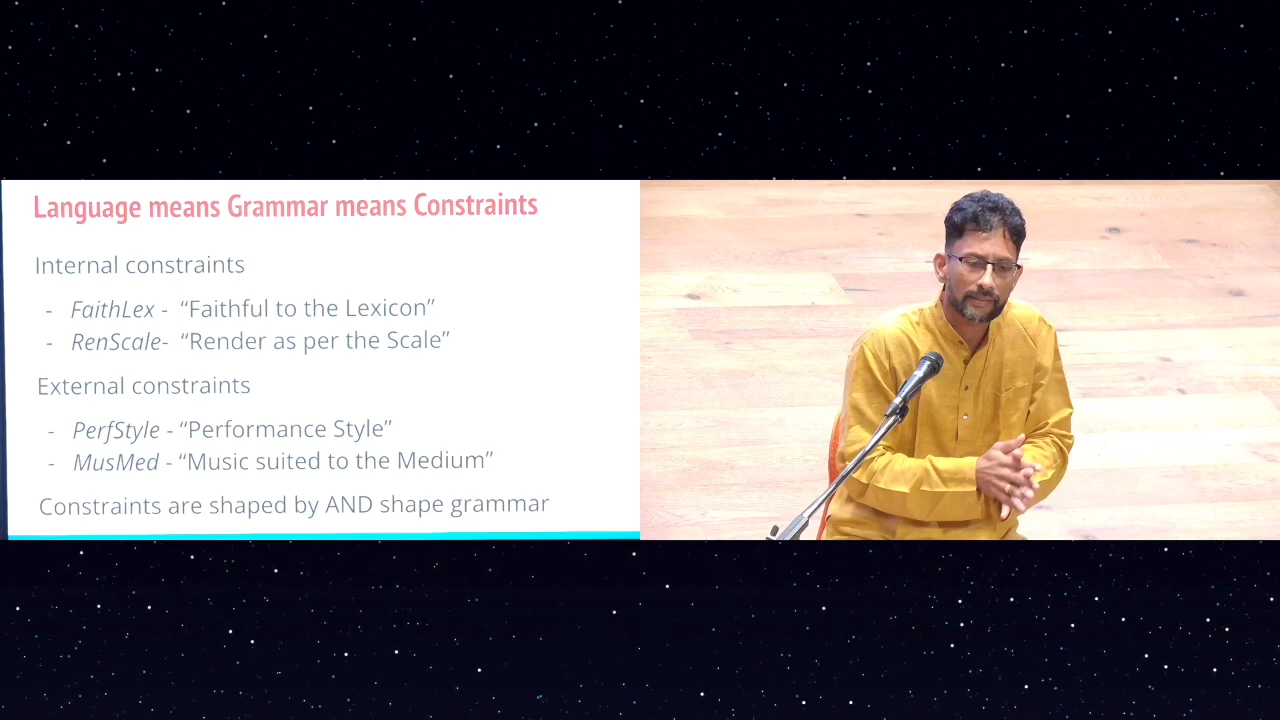 Language means Grammar means Constraints
Internal constraints
- FaithLex - “Faithful to the Lexicon”
- RenScale- “Render as per the Scale”
External constraints
- PerfStyle - “Performance Style”
- MusMed - “Music suited to the Medium”
Constraints are shaped by AND shape grammar